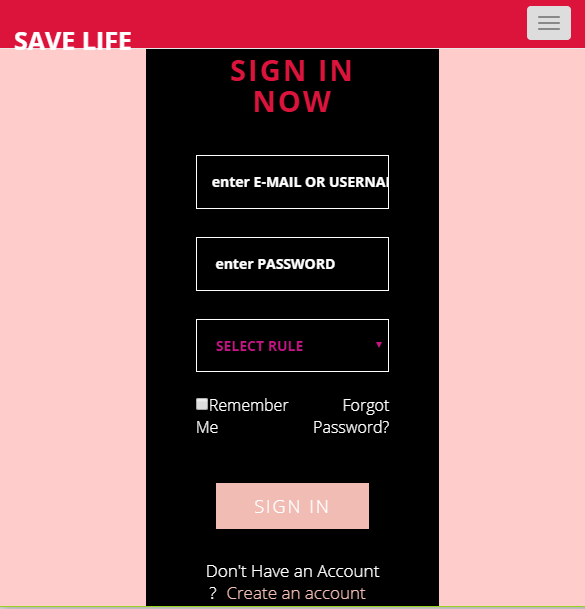 SAVE LIFE
SIGN IN
NOW
enter E-MAIL OR USERNA
enter PASSWORD
SELECT RULE
Remember Me
Forgot Password?
SIGN IN
Don't Have an Account
? Create an account